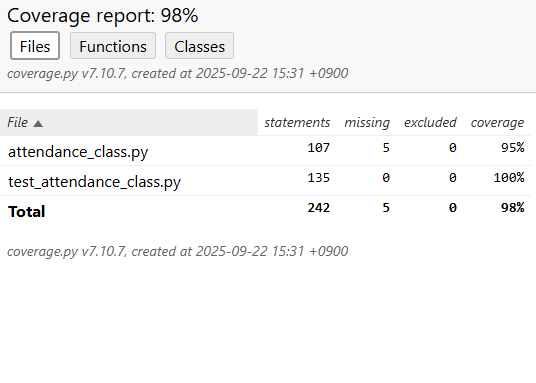 Coverage report: 98%
Files Functions Classes
coverage.py v7.10.7, created at 2025-09-22 15:31 +0900
File ▲ statements missing excluded coverage
attendance_class.py 107 5 0 95%
test_attendance_class.py 135 0 0 100%
Total 242 5 0 98%
coverage.py v7.10.7, created at 2025-09-22 15:31 +0900